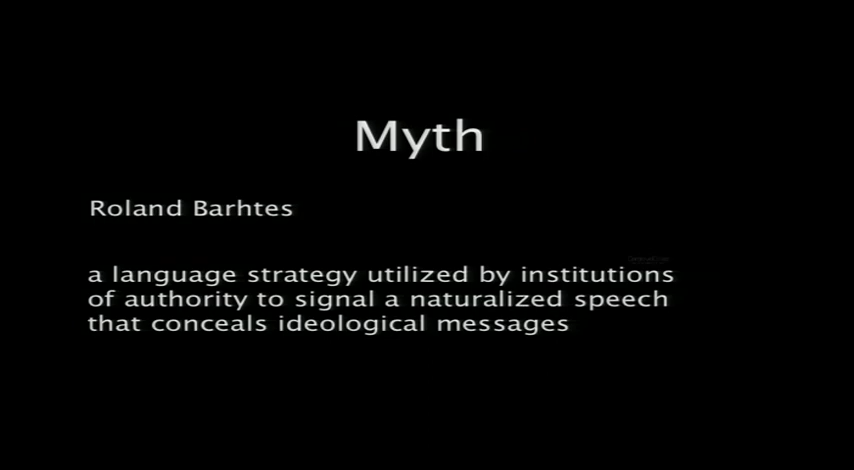 Myth
Roland Barhtes
a language strategy utilized by institutions
of authority to signal a naturalized speech
that conceals ideological messages